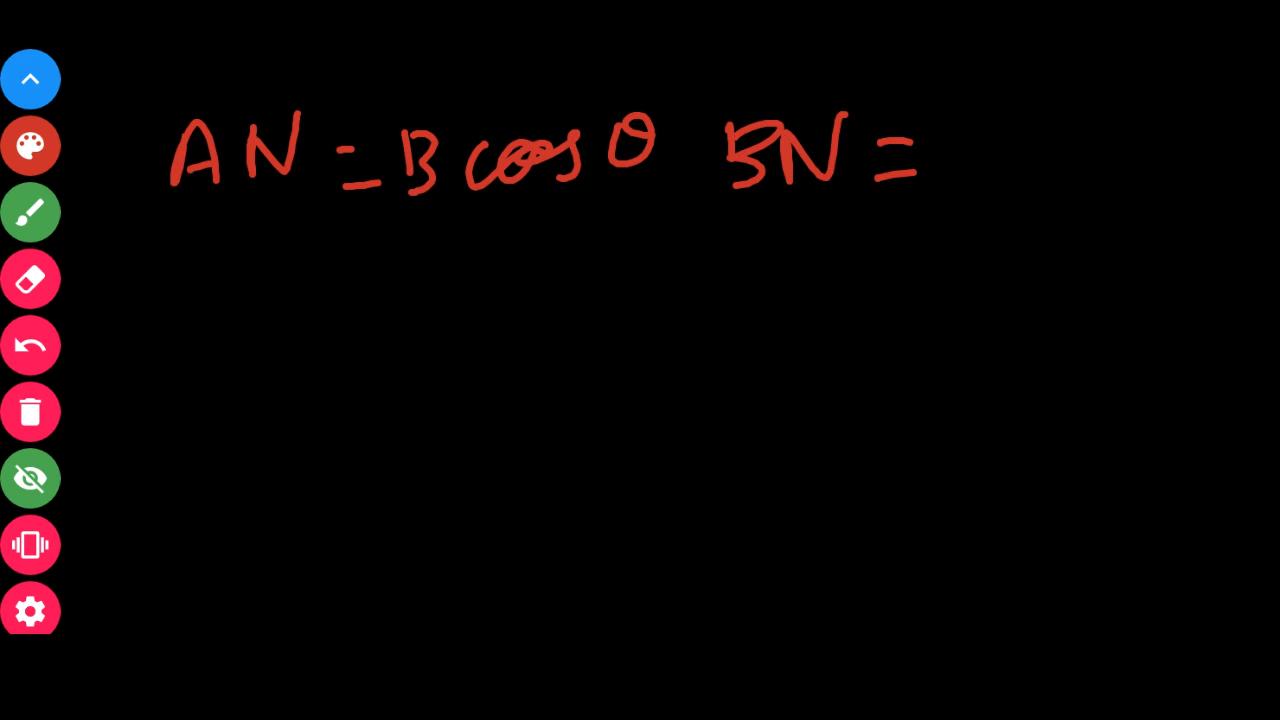 AN = B cos θ BN =